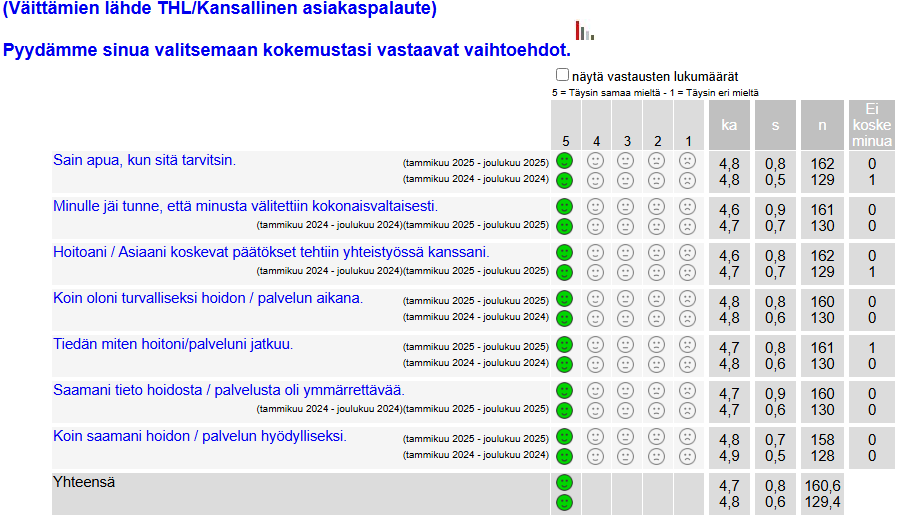 (Väittämien lähde THL/Kansallinen asiakaspalaute)
Pyydämme sinua valitsemaan kokemustasi vastaavat vaihtoehdot.
näytä vastausten lukumäärät
5 = Täysin samaa mieltä - 1 = Täysin eri mieltä
5 4 3 2 1 ka s n Ei koske minua
Sain apua, kun sitä tarvitsin. (tammikuu 2025 - joulukuu 2025) 4,8 0,8 162 0
(tammikuu 2024 - joulukuu 2024) 4,8 0,5 129 1
Minulle jäi tunne, että minusta välitettiin kokonaisvaltaisesti. 4,6 0,9 161 0
(tammikuu 2024 - joulukuu 2024)(tammikuu 2025 - joulukuu 2025) 4,7 0,7 130 0
Hoitoani / Asiaani koskevat päätökset tehtiin yhteistyössä kanssani. 4,6 0,8 162 0
(tammikuu 2024 - joulukuu 2024)(tammikuu 2025 - joulukuu 2025) 4,7 0,7 129 1
Koin oloni turvalliseksi hoidon / palvelun aikana. (tammikuu 2025 - joulukuu 2025) 4,8 0,8 160 0
(tammikuu 2024 - joulukuu 2024) 4,8 0,6 130 0
Tiedän miten hoitoni/palveluni jatkuu. (tammikuu 2025 - joulukuu 2025) 4,7 0,8 161 1
(tammikuu 2024 - joulukuu 2024) 4,8 0,6 130 0
Saamani tieto hoidosta / palvelusta oli ymmärrettävää. 4,7 0,9 160 0
(tammikuu 2024 - joulukuu 2024)(tammikuu 2025 - joulukuu 2025) 4,7 0,6 130 0
Koin saamani hoidon / palvelun hyödylliseksi. (tammikuu 2025 - joulukuu 2025) 4,8 0,7 158 0
(tammikuu 2024 - joulukuu 2024) 4,9 0,5 128 0
Yhteensä 4,7 0,8 160,6
4,8 0,6 129,4